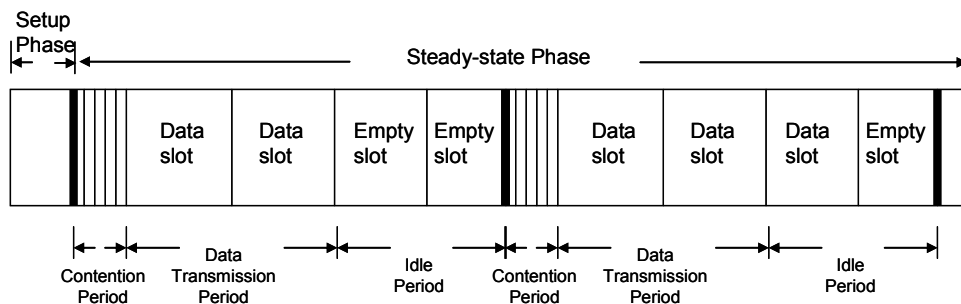 Setup
Phase
Steady-state Phase
Data
slot
Data
slot
Empty
slot
Empty
slot
Data
slot
Data
slot
Data
slot
Empty
slot
Contention
Period
Data
Transmission
Period
Idle
Period
Contention
Period
Data
Transmission
Period
Idle
Period